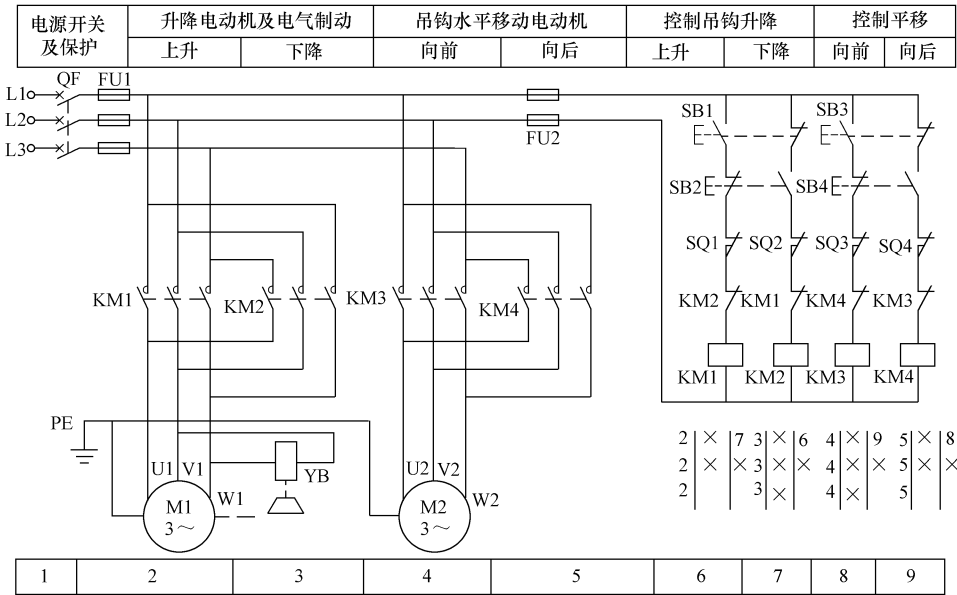 电源开关
及保护
升降电动机及电气制动
吊钩水平移动电动机
控制吊钩升降
控制平移
上升
下降
向前
向后
上升
下降
向前
向后
QF
FU1
L1
L2
L3
FU2
SB1
SB3
SB2
SB4
SQ1
SQ2
SQ3
SQ4
KM1
KM2
KM3
KM4
KM2
KM1
KM4
KM3
KM1
KM2
KM3
KM4
PE
U1
V1
W1
YB
U2
V2
W2
M1
3～
M2
3～
2 × 7
2 × ×
2
3 × 6
3 × ×
3 ×
4 × 9
4 × ×
4 ×
5 × 8
5 × ×
5
1 2 3 4 5 6 7 8 9